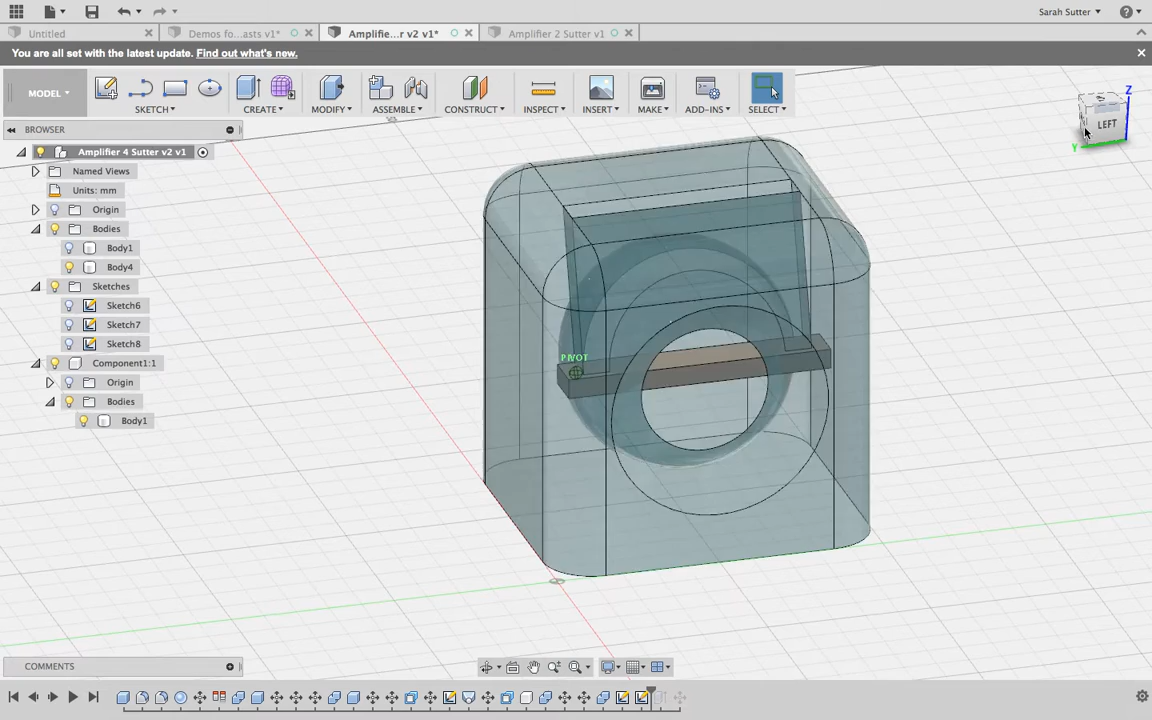 Sarah Sutter
Untitled
Demos fo...asts v1*
Amplifie...r v2 v1*
Amplifier 2 Sutter v1
You are all set with the latest update. Find out what's new.
MODEL
SKETCH
CREATE
MODIFY
ASSEMBLE
CONSTRUCT
INSPECT
INSERT
MAKE
ADD-INS
SELECT
BROWSER
Amplifier 4 Sutter v2 v1
Named Views
Units: mm
Origin
Bodies
Body1
Body4
Sketches
Sketch6
Sketch7
Sketch8
Component1:1
Origin
Bodies
Body1
PIVOT
Z
LEFT
Y
COMMENTS